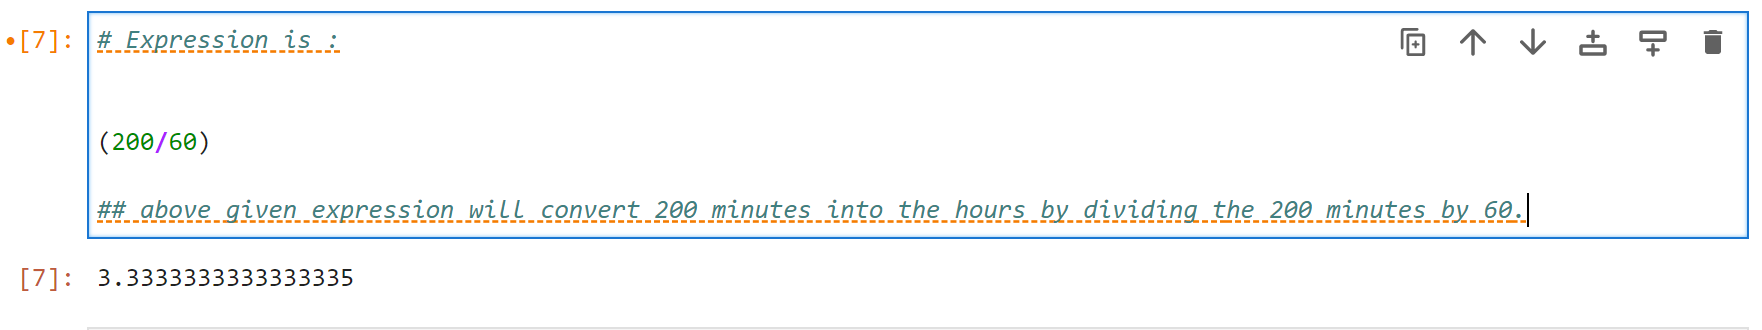 [7]: # Expression is :
(200/60)
## above given expression will convert 200 minutes into the hours by dividing the 200 minutes by 60.
[7]: 3.3333333333333335